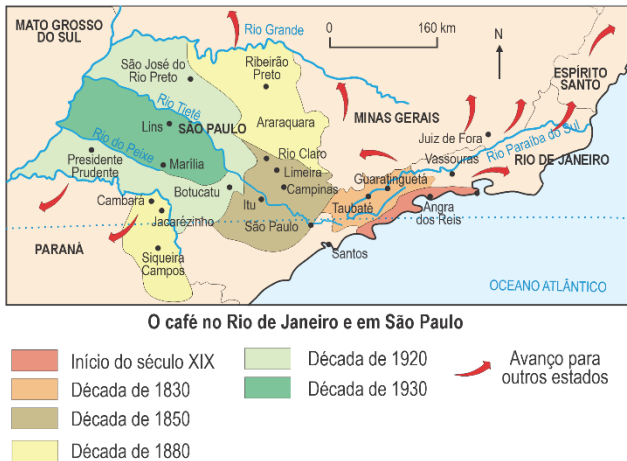 MATO GROSSO
DO SUL
Rio Grande
0 160 km
N
ESPÍRITO
SANTO
São José do
Rio Preto
Ribeirão
Preto
Rio Tietê
MINAS GERAIS
Araraquara
Lins
SÃO PAULO
Juiz de Fora
Rio Paraíba do Sul
Rio do Peixe
Rio Claro
Vassouras
RIO DE JANEIRO
Presidente
Prudente
Marilia
Limeira
Guaratinguetá
Campinas
Botucatu
Taubaté
Cambará
Itu
Angra
dos Reis
Jacarézinho
São Paulo
PARANÁ
Santos
Siqueira
Campos
OCEANO ATLÂNTICO
O café no Rio de Janeiro e em São Paulo
Início do século XIX
Década de 1830
Década de 1850
Década de 1880
Década de 1920
Década de 1930
Avanço para
outros estados